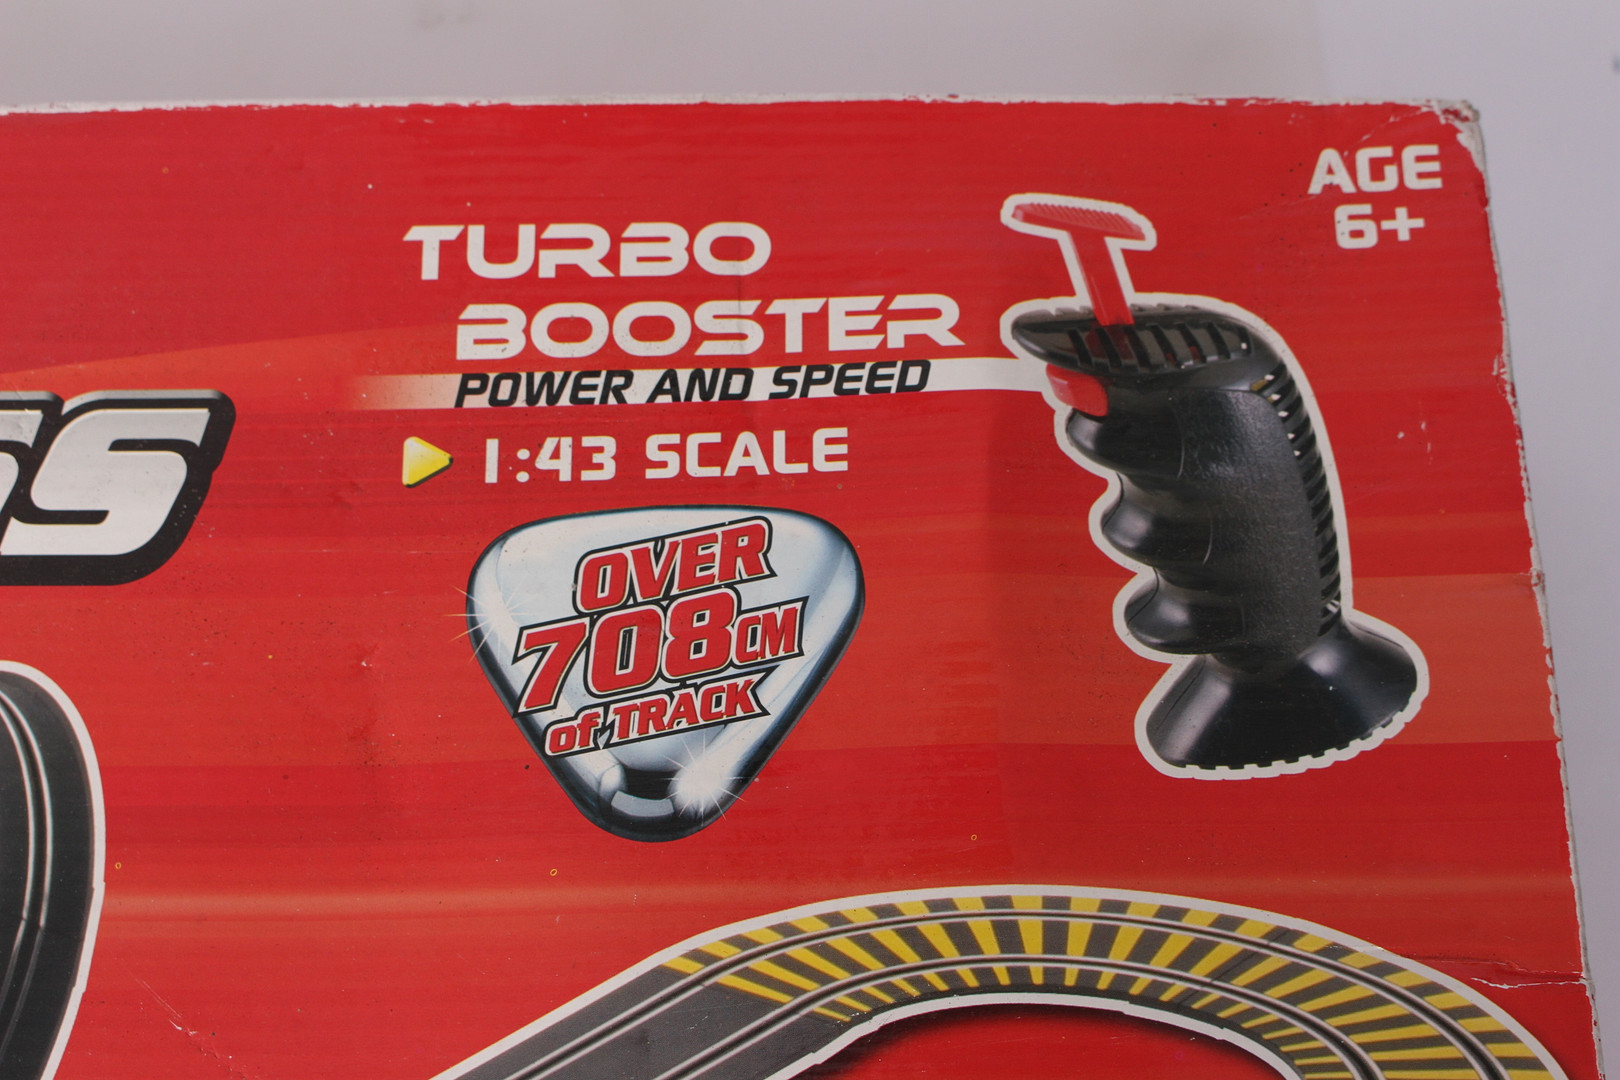 AGE
6+
TURBO
BOOSTER
POWER AND SPEED
1:43 SCALE
OVER
708CM
of TRACK